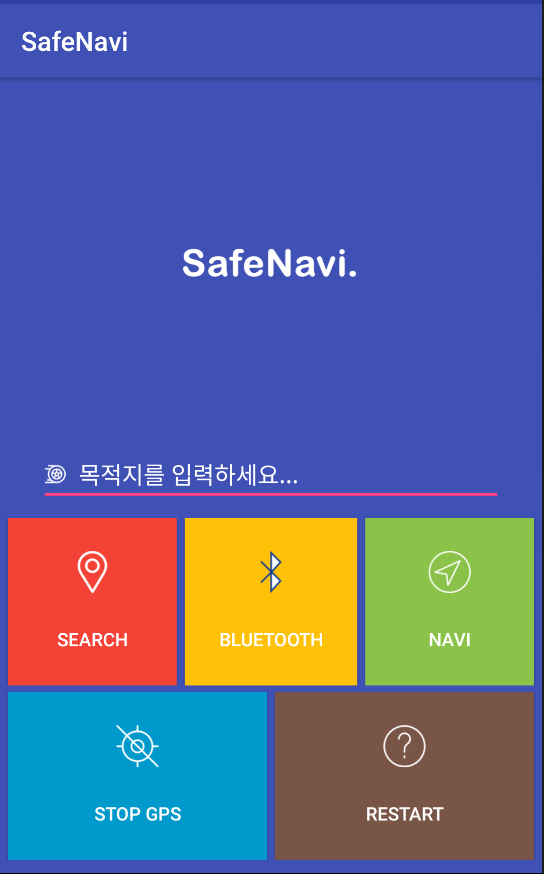 SafeNavi
SafeNavi.
목적지를 입력하세요...
SEARCH
BLUETOOTH
NAVI
STOP GPS
RESTART